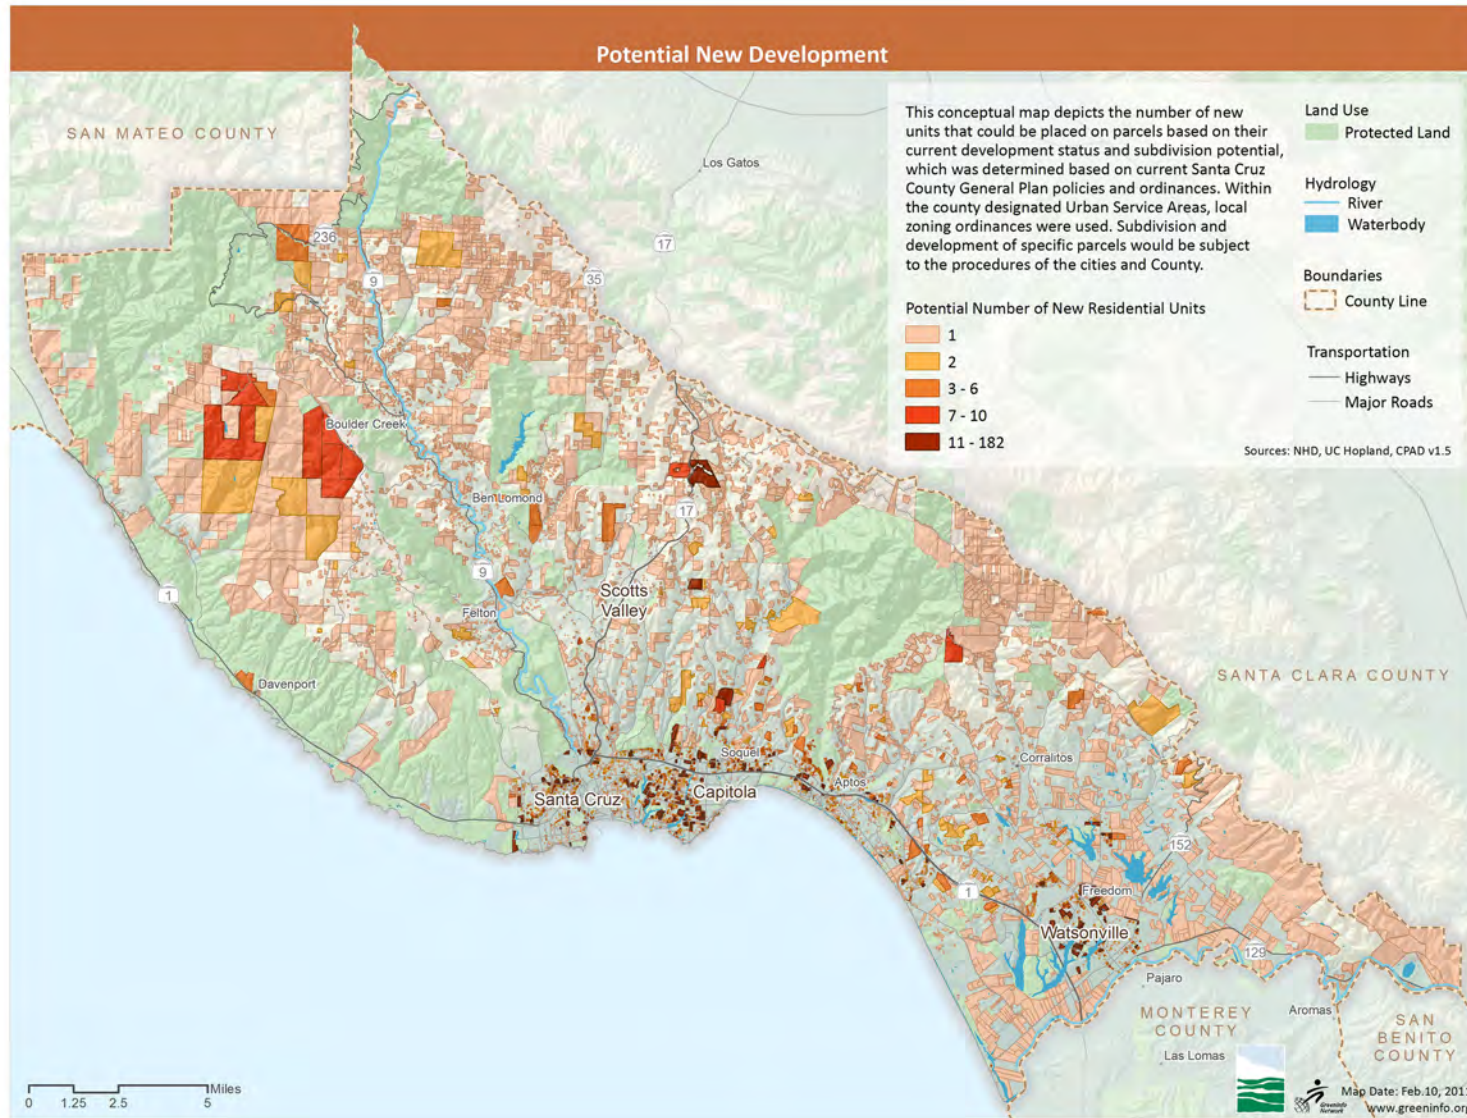 Potential New Development
This conceptual map depicts the number of new
units that could be placed on parcels based on their
current development status and subdivision potential,
which was determined based on current Santa Cruz
County General Plan policies and ordinances. Within
the county designated Urban Service Areas, local
zoning ordinances were used. Subdivision and
development of specific parcels would be subject
to the procedures of the cities and County.
Potential Number of New Residential Units
1
2
3 - 6
7 - 10
11 - 182
Land Use
Protected Land
Hydrology
River
Waterbody
Boundaries
County Line
Transportation
Highways
Major Roads
Sources: NHD, UC Hopland, CPAD v1.5
SAN MATEO COUNTY
Los Gatos
17
236
9
35
Boulder Creek
Ben Lomond
17
9
Scotts
Valley
1
Felton
SANTA CLARA COUNTY
Davenport
Soquel
Corralitos
Aptos
Santa Cruz
Capitola
152
1
Freedom
Watsonville
129
Pajaro
MONTEREY
COUNTY
Aromas
SAN
BENITO
COUNTY
Las Lomas
Miles
0
1.25
2.5
5
GreenInfo
Network
Map Date: Feb.10, 2011
www.greeninfo.org